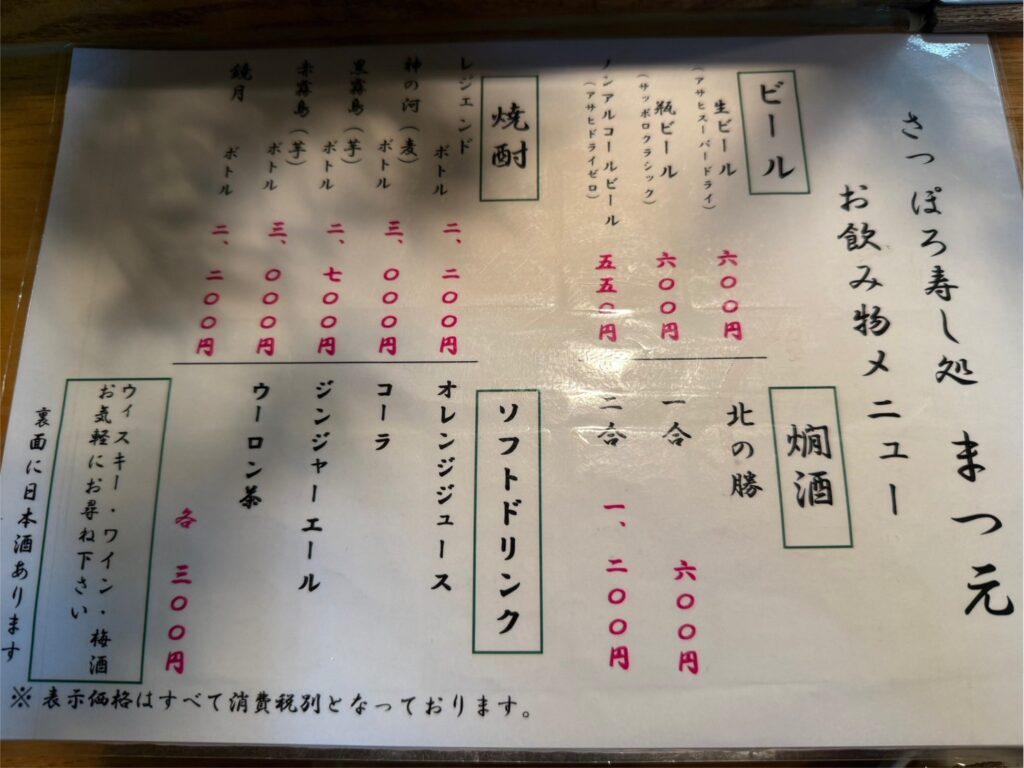 さっぽろ寿し処 まつ元
お飲み物メニュー
ビール
生ビール 六〇〇円
（アサヒスーパードライ）
瓶ビール 六〇〇円
（サッポロクラシック）
ノンアルコールビール 五五〇円
（アサヒドライゼロ）
燗酒
北の勝
一合 六〇〇円
二合 一、二〇〇円
焼酎
レジェンド ボトル 二、二〇〇円
神の河（麦） ボトル 三、〇〇〇円
黒霧島（芋） ボトル 二、七〇〇円
赤霧島（芋） ボトル 三、〇〇〇円
鏡月 ボトル 二、二〇〇円
ソフトドリンク
オレンジジュース
コーラ
ジンジャーエール
ウーロン茶
各 三〇〇円
ウィスキー・ワイン・梅酒
お気軽にお尋ね下さい
裏面に日本酒あります
※ 表示価格はすべて消費税別となっております。